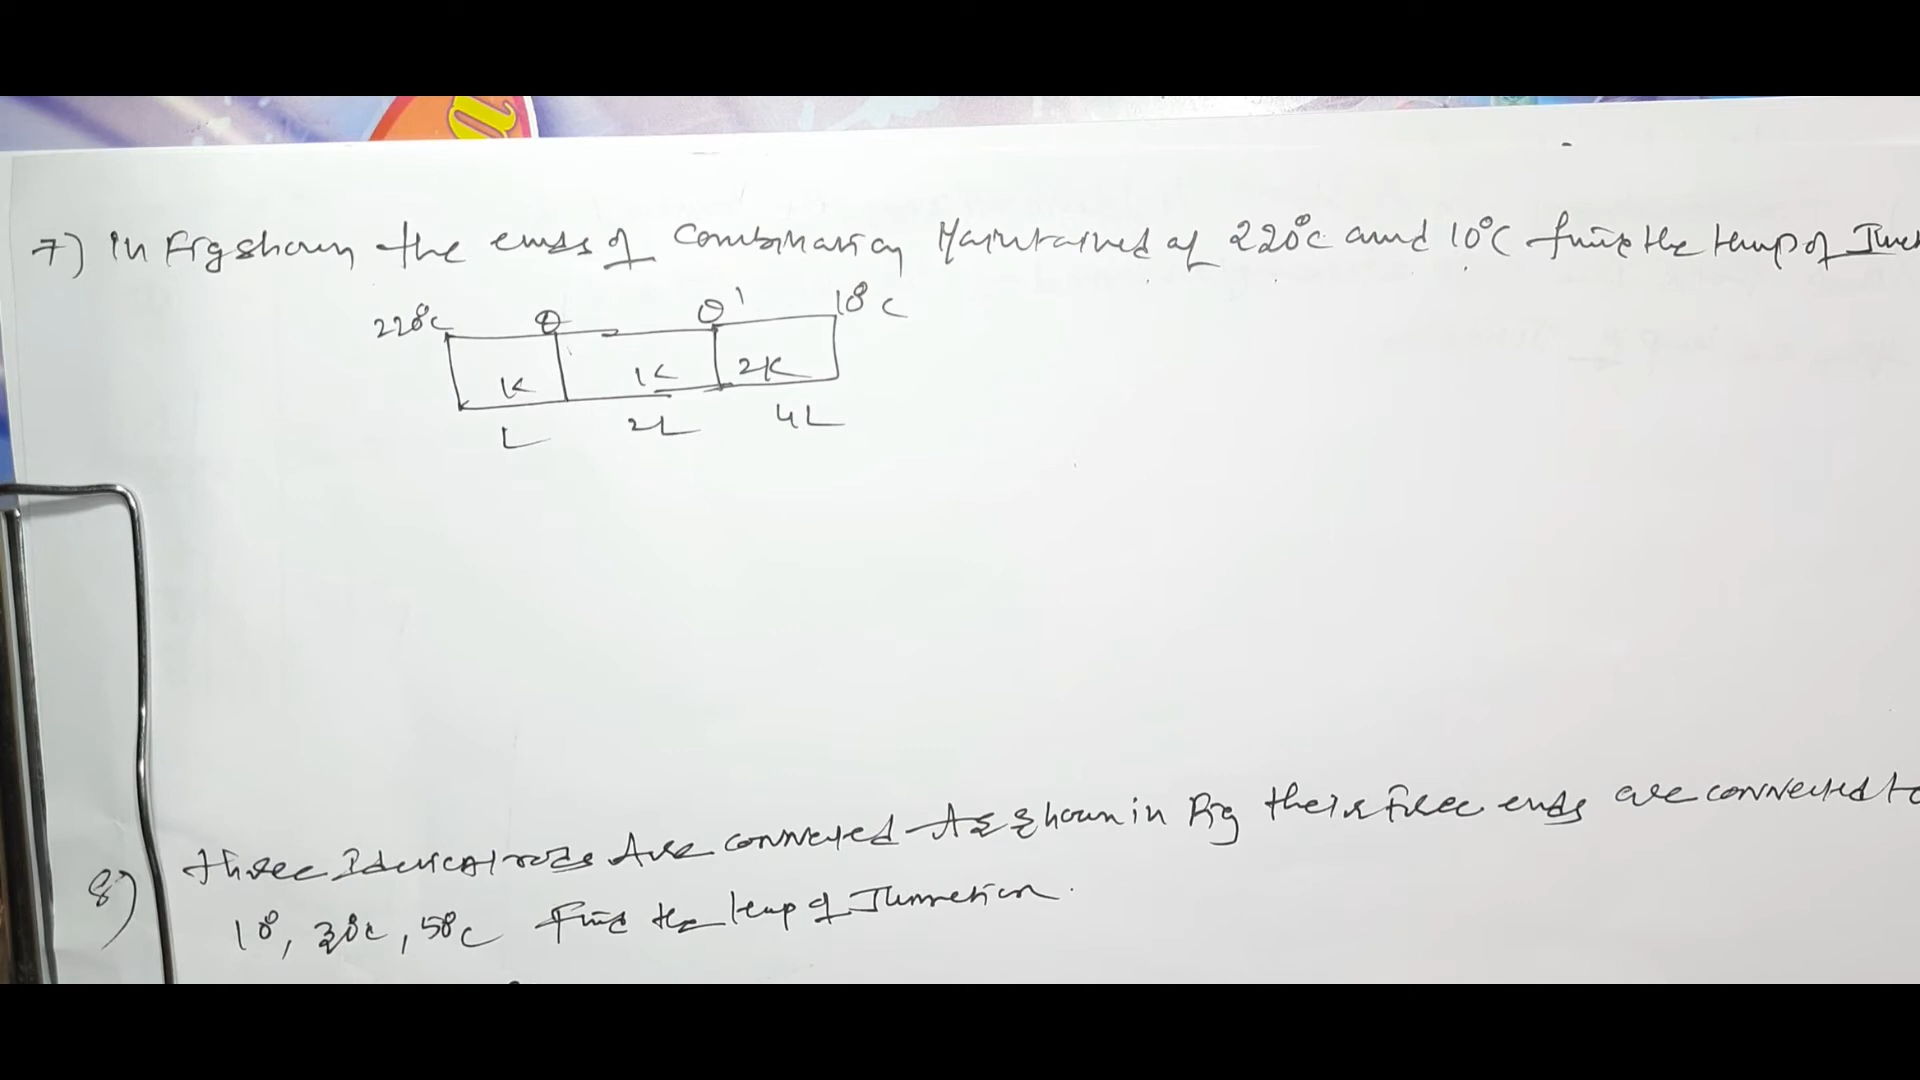 7) In Fig shown the ends of Combination Maintained at 220°C and 10°C find the temp of
220°C θ θ' 10°C
K K 2K
L 2L 4L
8) three Identical rods Are connected As shown in Fig their Free ends are connected to
10°, 30°c, 50°c Find the temp of Junnction.